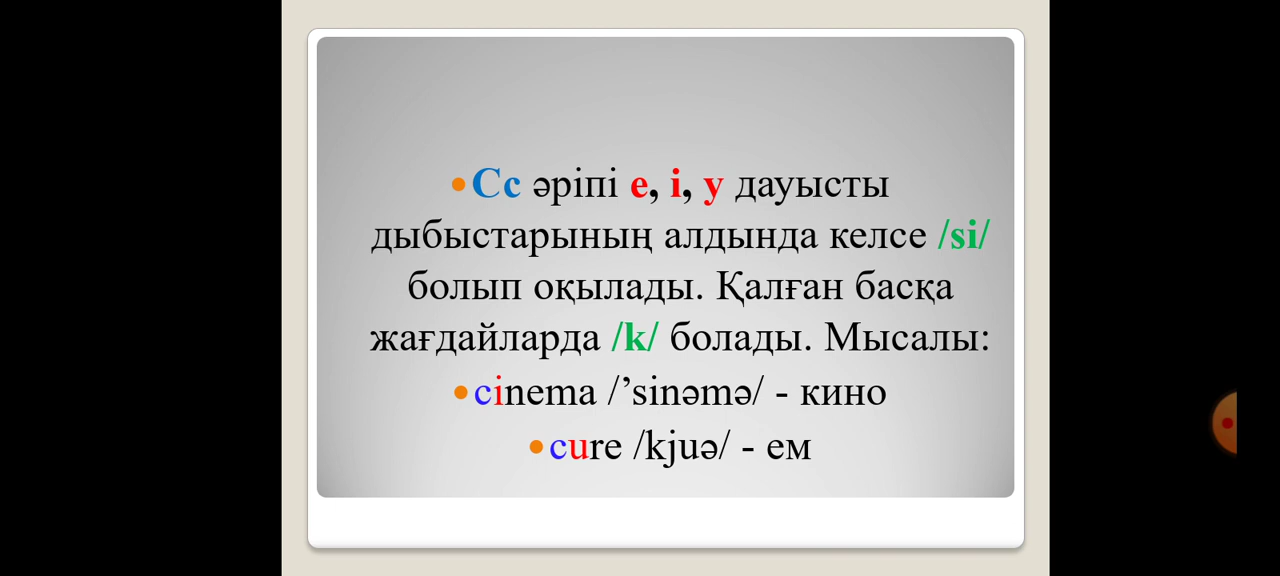 Cc әріпі e, i, y дауысты
дыбыстарының алдында келсе /si/
болып оқылады. Қалған басқа
жағдайларда /k/ болады. Мысалы:
cinema /’sinəmə/ - кино
cure /kjuə/ - ем